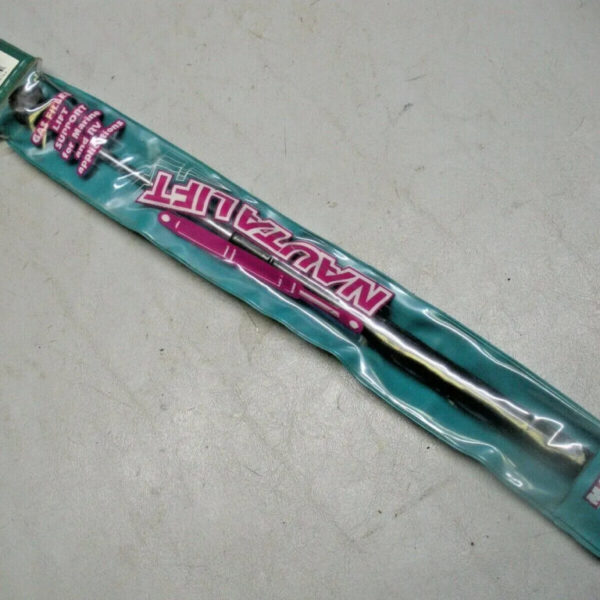 GAS FILLED
LIFT
SUPPORT
for Marine
and RV
applications
NAUTALIFT